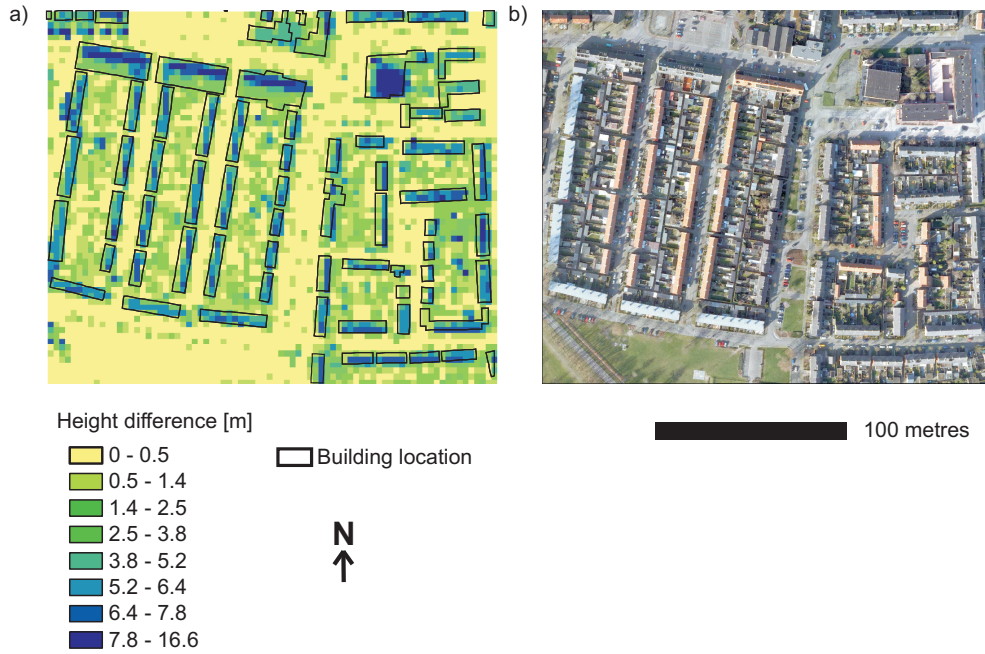 a)
b)
Height difference [m]
0 - 0.5
0.5 - 1.4
1.4 - 2.5
2.5 - 3.8
3.8 - 5.2
5.2 - 6.4
6.4 - 7.8
7.8 - 16.6
Building location
N
100 metres